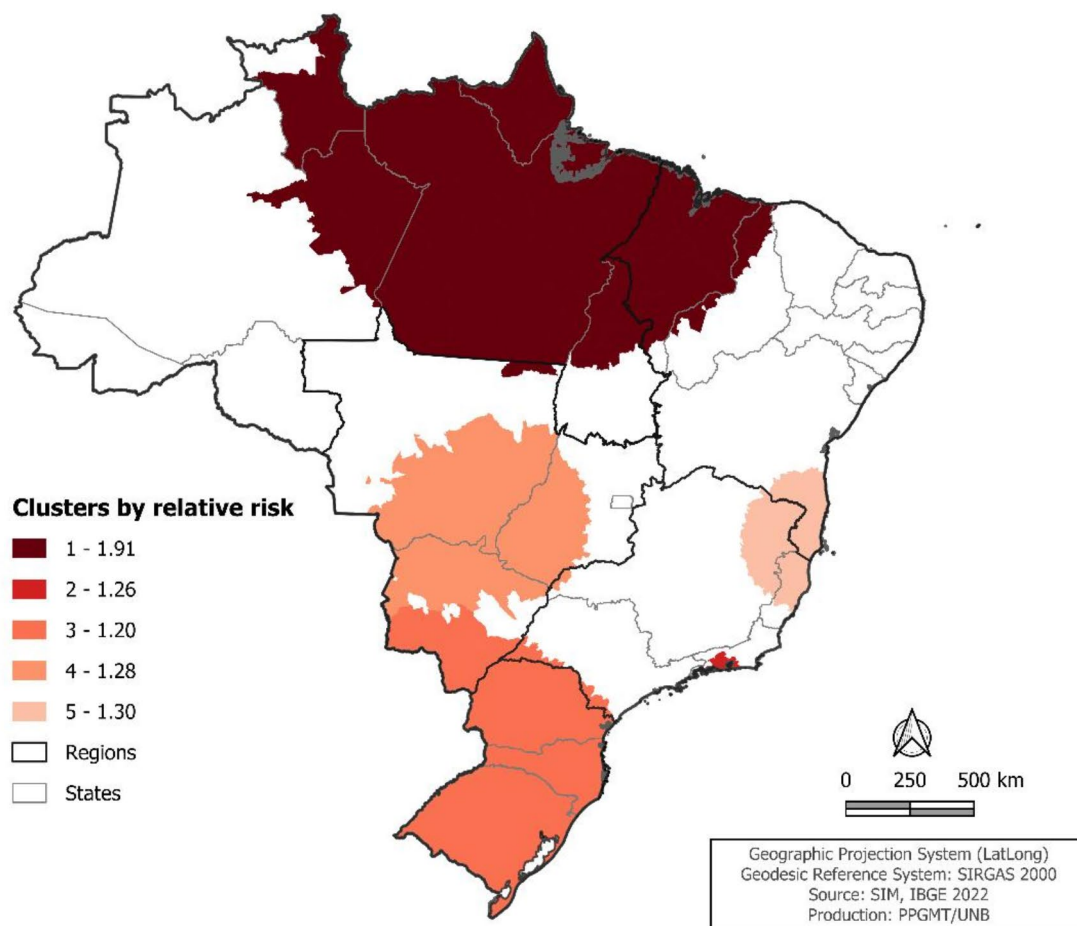 Clusters by relative risk
1 - 1.91
2 - 1.26
3 - 1.20
4 - 1.28
5 - 1.30
Regions
States
0 250 500 km
Geographic Projection System (LatLong)
Geodesic Reference System: SIRGAS 2000
Source: SIM, IBGE 2022
Production: PPGMT/UNB